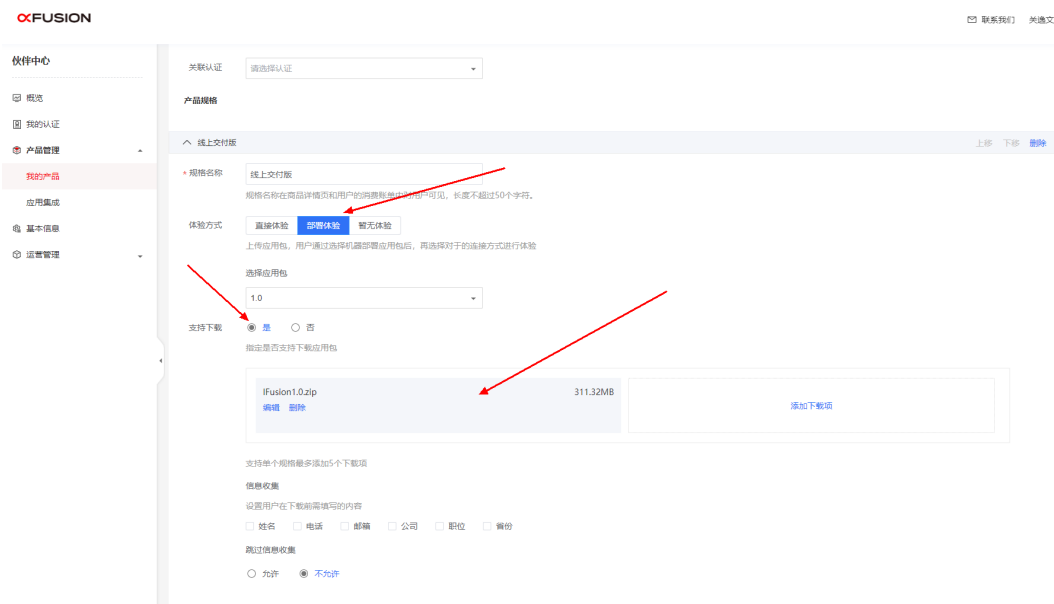 XFUSION
联系我们 关逸文
伙伴中心
概览
我的认证
产品管理
我的产品
应用集成
基本信息
运营管理
关联认证 请选择认证
产品规格
线上交付版 上移 下移 删除
* 规格名称 线上交付版
规格名称在商品详情页和用户的消费账单中对用户可见，长度不超过50个字符。
体验方式 直接体验 部署体验 暂无体验
上传应用包，用户通过选择机器部署应用包后，再选择对于的连接方式进行体验
选择应用包
1.0
支持下载 是 否
指定是否支持下载应用包
IFusion1.0.zip 311.32MB
编辑 删除
添加下载项
支持单个规格最多添加5个下载项
信息收集
设置用户在下载前需填写的内容
姓名 电话 邮箱 公司 职位 省份
跳过信息收集
允许 不允许